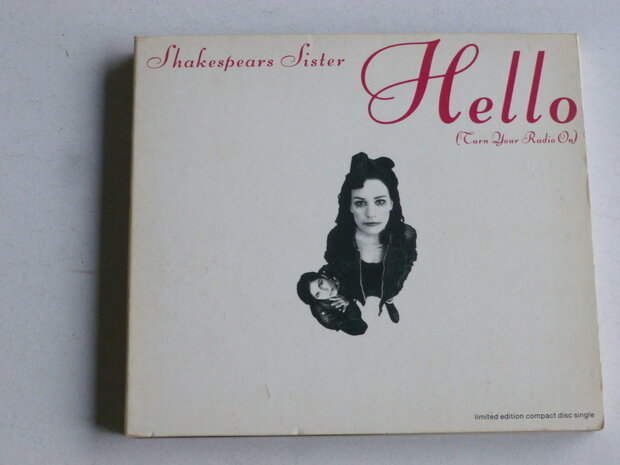 Shakespears Sister
Hello
(Turn Your Radio On)
limited edition compact disc single